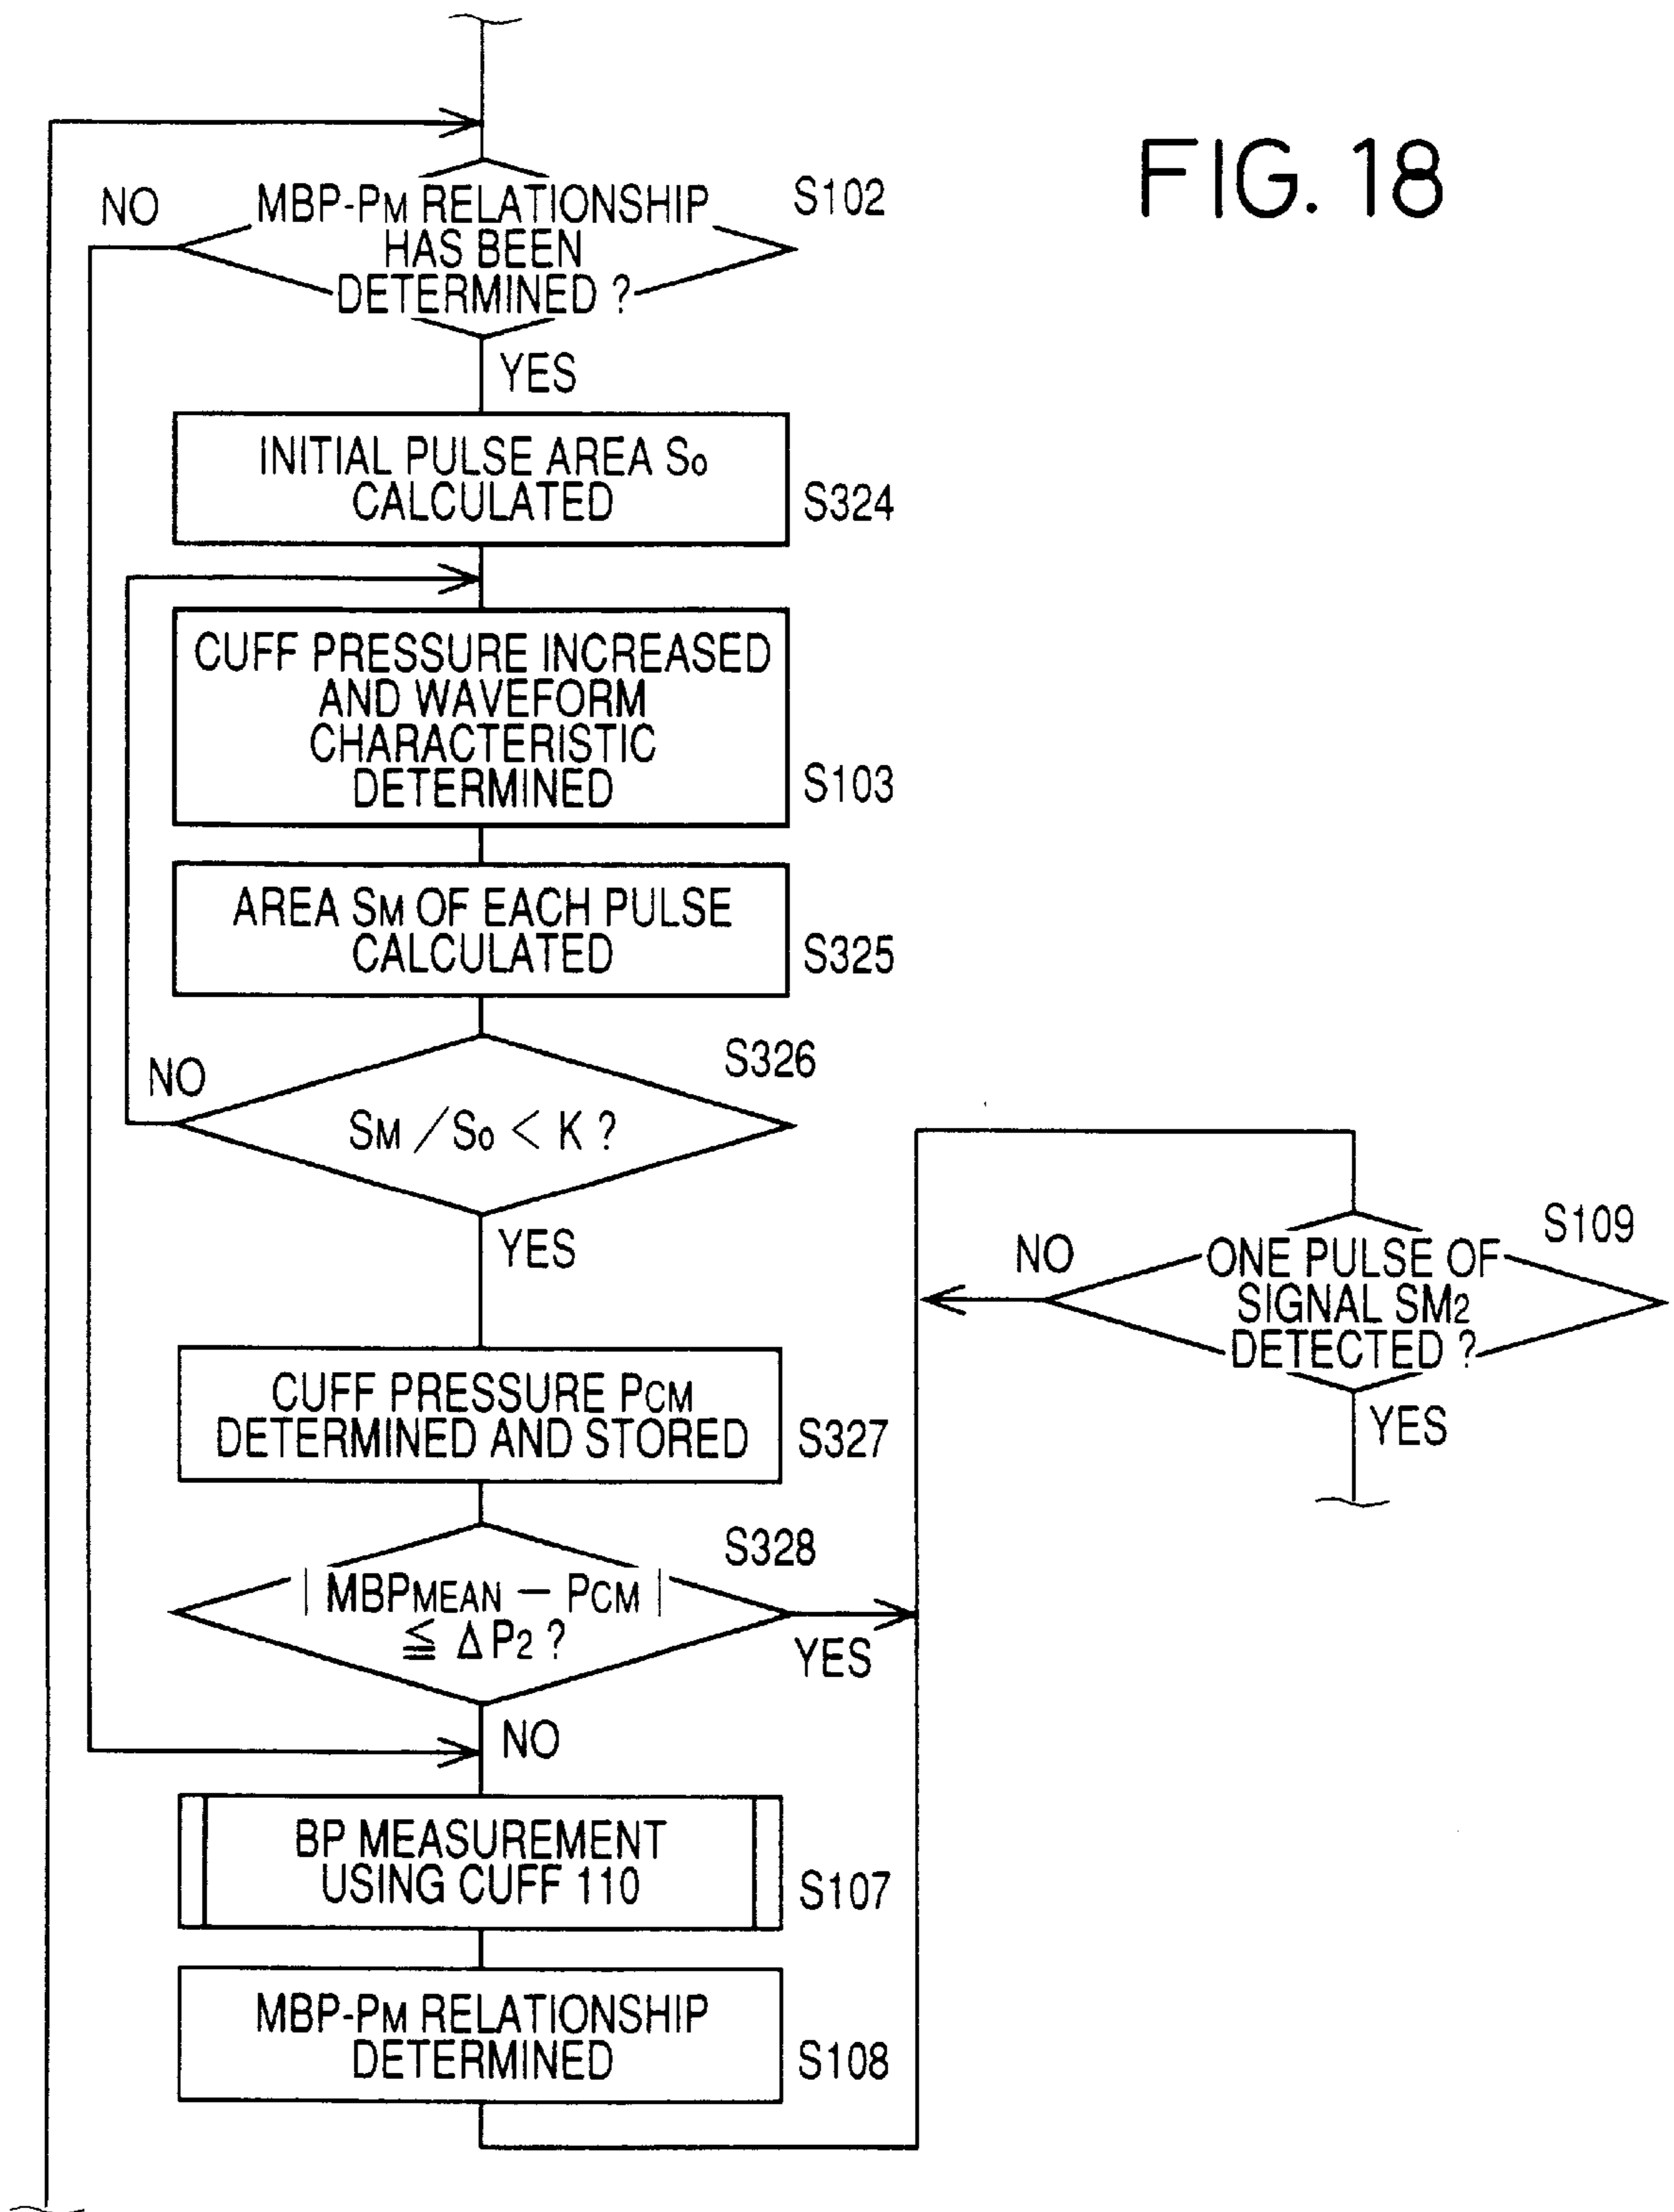 FIG. 18
NO
MBP-PM RELATIONSHIP
HAS BEEN
DETERMINED ?
S102
YES
INITIAL PULSE AREA S0
CALCULATED
S324
CUFF PRESSURE INCREASED
AND WAVEFORM
CHARACTERISTIC
DETERMINED
S103
AREA SM OF EACH PULSE
CALCULATED
S325
S326
NO
SM / S0 < K ?
YES
S109
NO
ONE PULSE OF
SIGNAL SM2
DETECTED ?
YES
CUFF PRESSURE PCM
DETERMINED AND STORED
S327
S328
| MBPMEAN − PCM |
≦ ΔP2 ?
YES
NO
BP MEASUREMENT
USING CUFF 110
S107
MBP-PM RELATIONSHIP
DETERMINED
S108